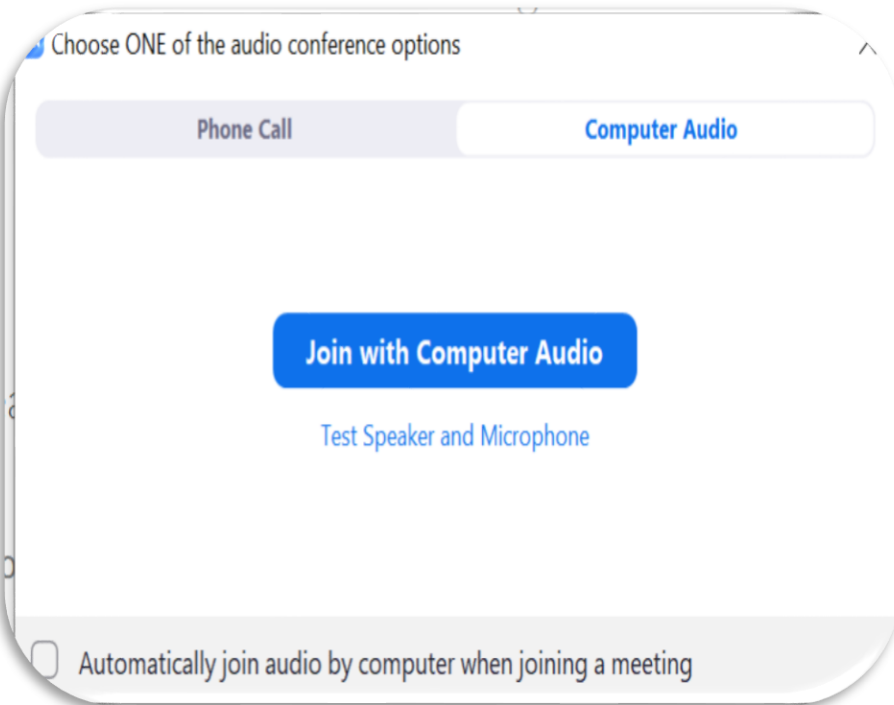 Choose ONE of the audio conference options
Phone Call
Computer Audio
Join with Computer Audio
Test Speaker and Microphone
Automatically join audio by computer when joining a meeting